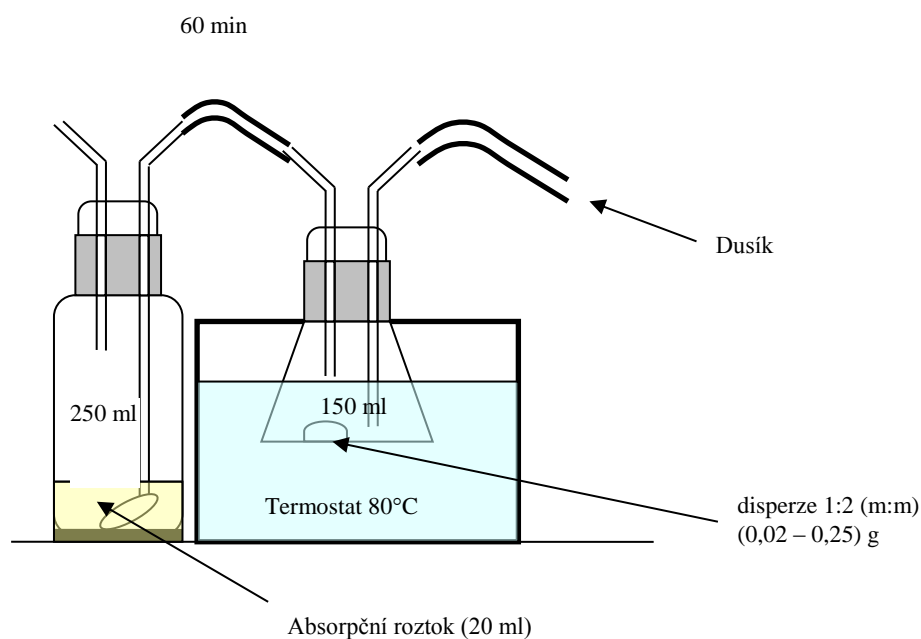 60 min
Dusík
250 ml
150 ml
Termostat 80°C
disperze 1:2 (m:m)
(0,02 – 0,25) g
Absorpční roztok (20 ml)